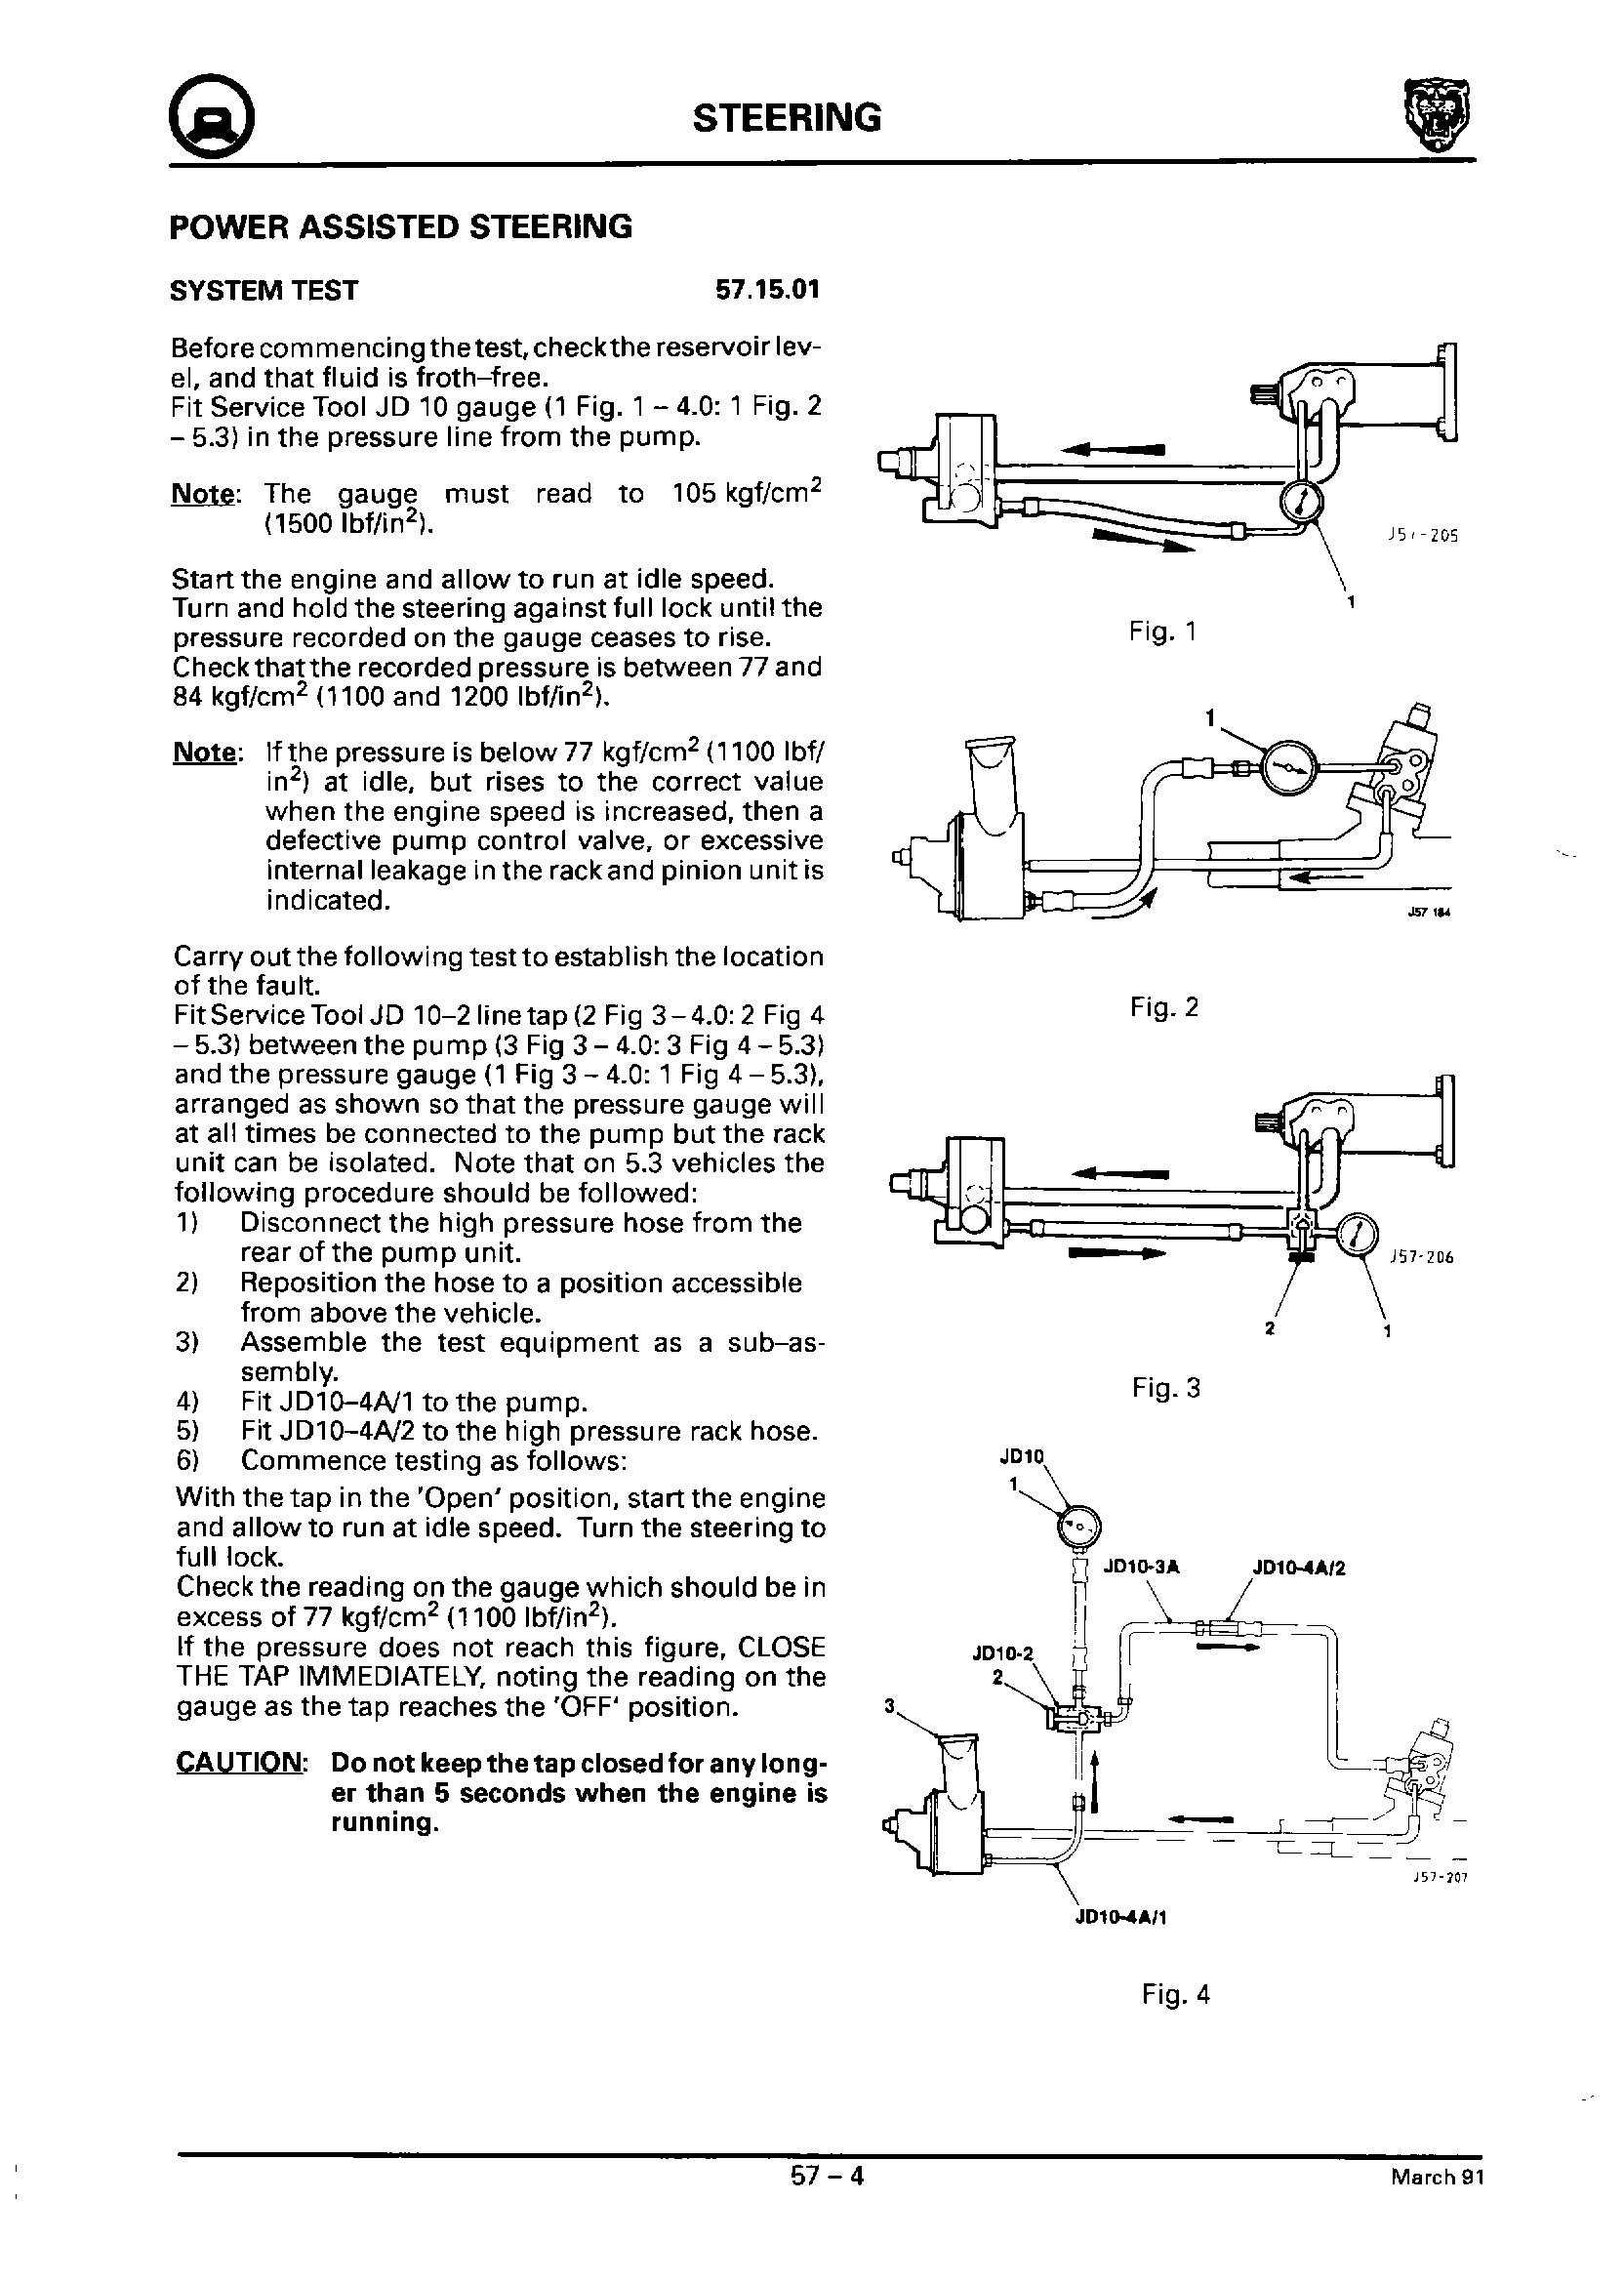 STEERING
POWER ASSISTED STEERING
SYSTEM TEST 57.15.01
Before commencing the test, check the reservoir lev-
el, and that fluid is froth–free.
Fit Service Tool JD 10 gauge (1 Fig. 1 – 4.0: 1 Fig. 2
– 5.3) in the pressure line from the pump.
Note: The gauge must read to 105 kgf/cm²
(1500 lbf/in²).
Start the engine and allow to run at idle speed.
Turn and hold the steering against full lock until the
pressure recorded on the gauge ceases to rise.
Check that the recorded pressure is between 77 and
84 kgf/cm² (1100 and 1200 lbf/in²).
Note: If the pressure is below 77 kgf/cm² (1100 lbf/
in²) at idle, but rises to the correct value
when the engine speed is increased, then a
defective pump control valve, or excessive
internal leakage in the rack and pinion unit is
indicated.
Carry out the following test to establish the location
of the fault.
Fit Service Tool JD 10–2 line tap (2 Fig 3 – 4.0: 2 Fig 4
– 5.3) between the pump (3 Fig 3 – 4.0: 3 Fig 4 – 5.3)
and the pressure gauge (1 Fig 3 – 4.0: 1 Fig 4 – 5.3),
arranged as shown so that the pressure gauge will
at all times be connected to the pump but the rack
unit can be isolated. Note that on 5.3 vehicles the
following procedure should be followed:
1) Disconnect the high pressure hose from the
rear of the pump unit.
2) Reposition the hose to a position accessible
from above the vehicle.
3) Assemble the test equipment as a sub–as-
sembly.
4) Fit JD10–4A/1 to the pump.
5) Fit JD10–4A/2 to the high pressure rack hose.
6) Commence testing as follows:
With the tap in the 'Open' position, start the engine
and allow to run at idle speed. Turn the steering to
full lock.
Check the reading on the gauge which should be in
excess of 77 kgf/cm² (1100 lbf/in²).
If the pressure does not reach this figure, CLOSE
THE TAP IMMEDIATELY, noting the reading on the
gauge as the tap reaches the 'OFF' position.
CAUTION: Do not keep the tap closed for any long-
er than 5 seconds when the engine is
running.
1
Fig. 1
1
J57 184
Fig. 2
J57-206
2 1
Fig. 3
JD10
1
JD10-3A JD10-4A/2
JD10-2
2
3
J57-207
JD10-4A/1
Fig. 4
57 – 4
March 91